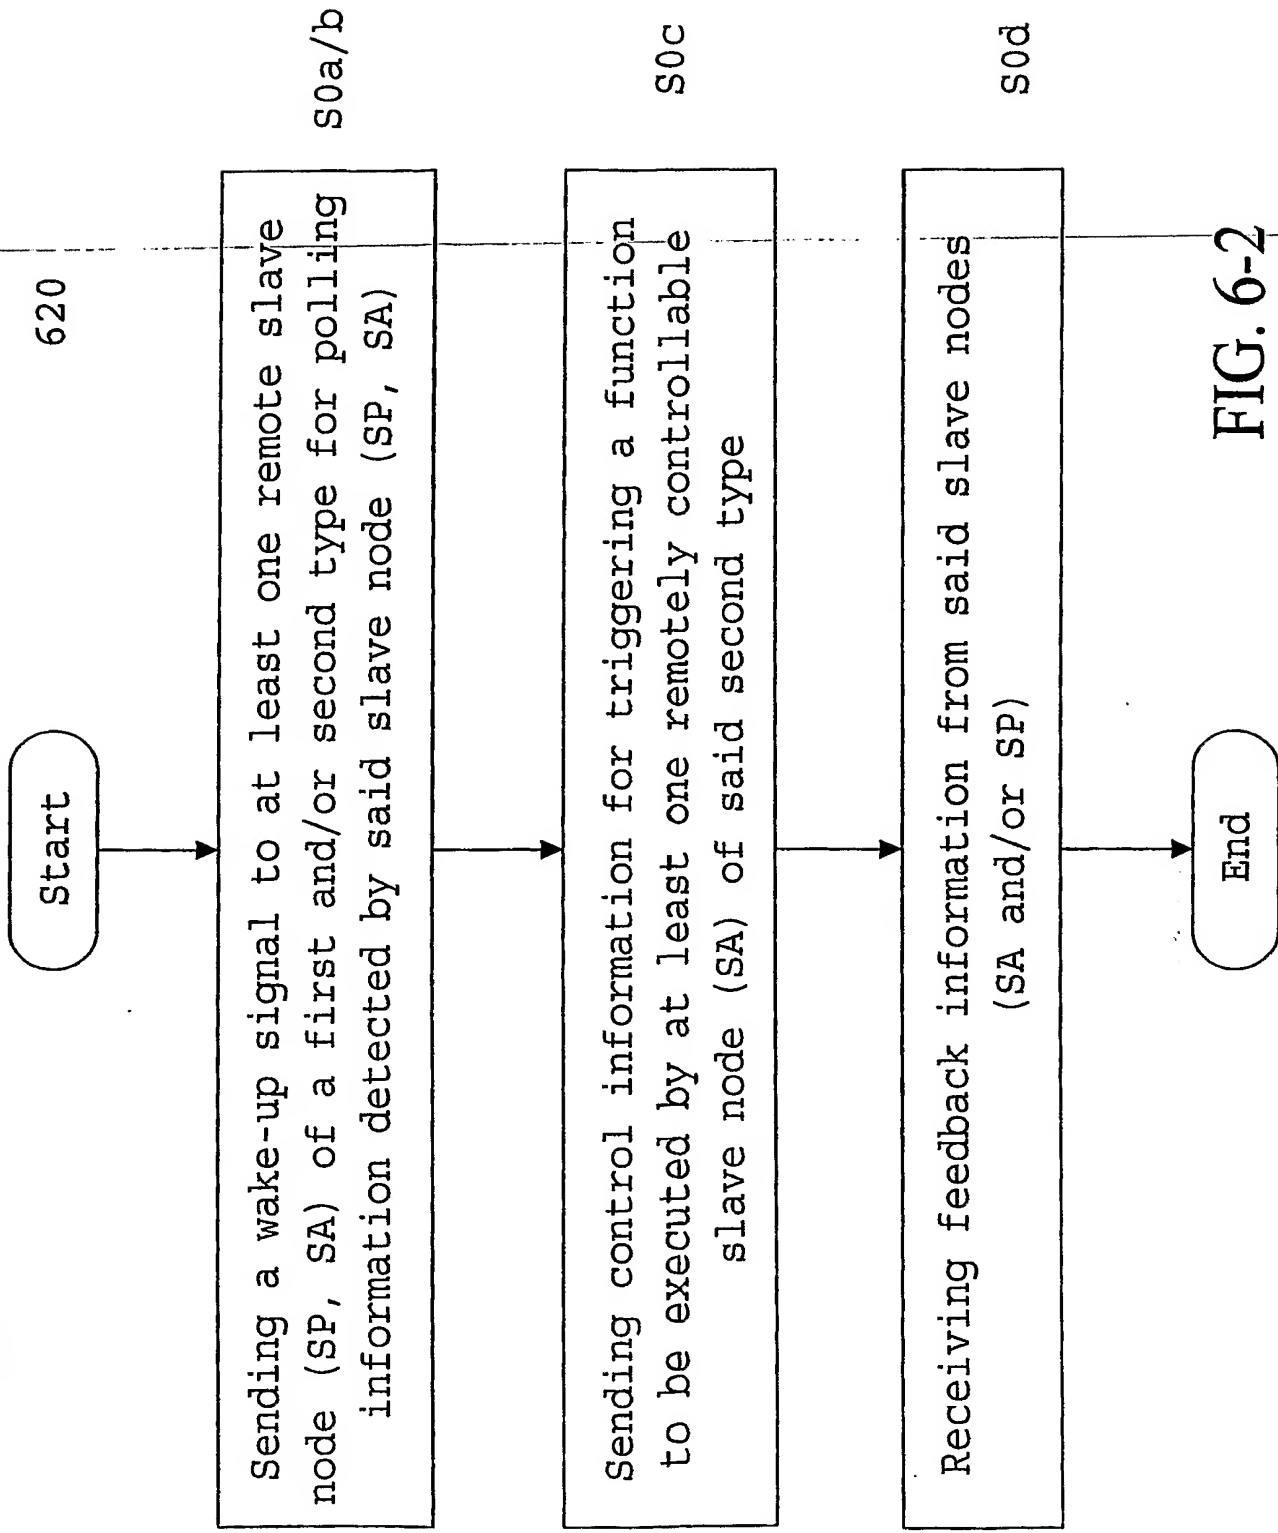 620
Start
Sending a wake-up signal to at least one remote slave
node (SP, SA) of a first and/or second type for polling
information detected by said slave node (SP, SA)
S0a/b
Sending control information for triggering a function
to be executed by at least one remotely controllable
slave node (SA) of said second type
S0c
Receiving feedback information from said slave nodes
(SA and/or SP)
S0d
End
FIG. 6-2